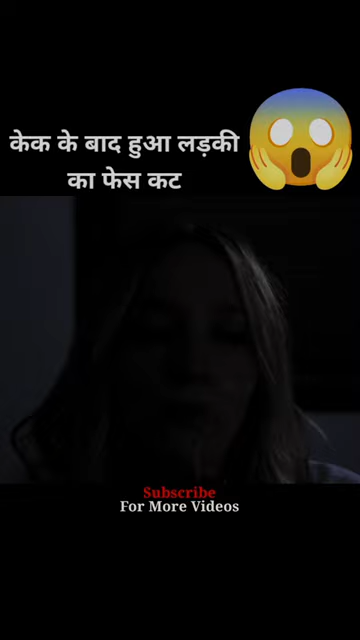 केक के बाद हुआ लड़की
का फेस कट
Subscribe
For More Videos